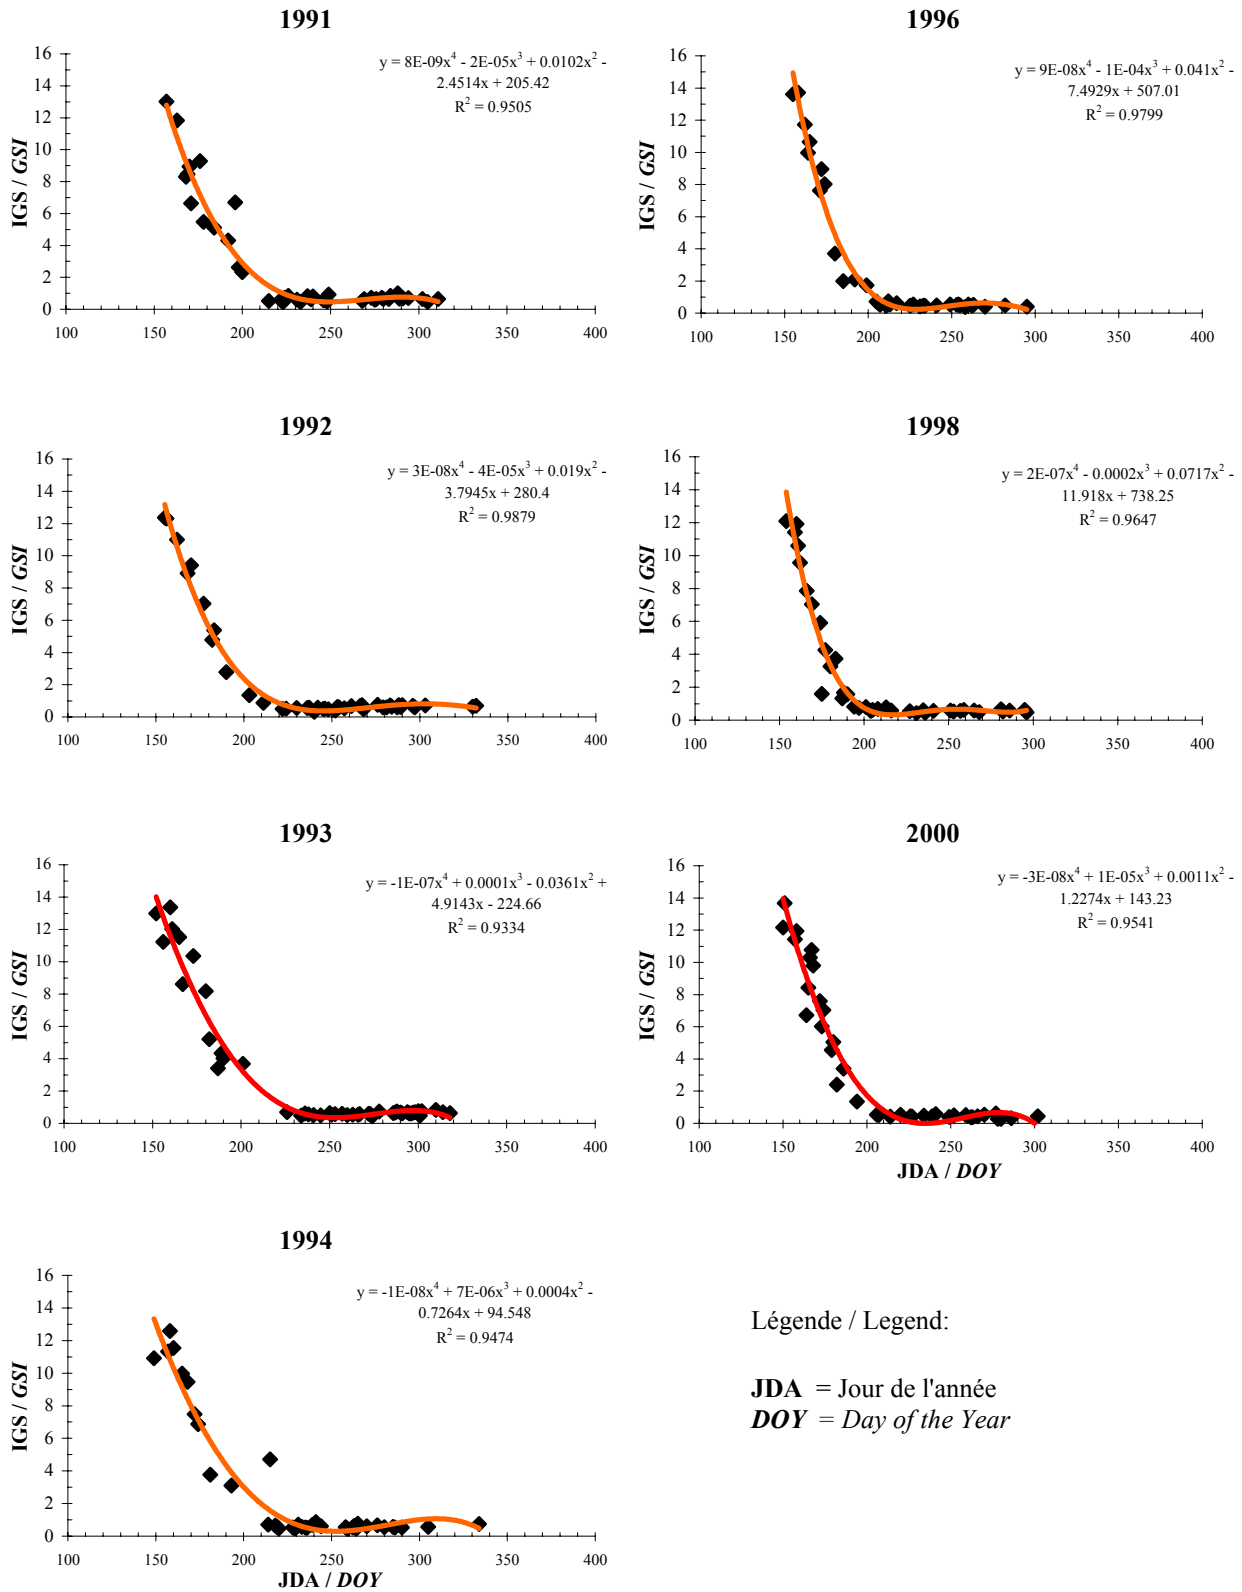 1991
y = 8E-09x⁴ - 2E-05x³ + 0.0102x² -
2.4514x + 205.42
R² = 0.9505
IGS / GSI
16
14
12
10
8
6
4
2
0
100 150 200 250 300 350 400
1996
y = 9E-08x⁴ - 1E-04x³ + 0.041x² -
7.4929x + 507.01
R² = 0.9799
IGS / GSI
16
14
12
10
8
6
4
2
0
100 150 200 250 300 350 400
1992
y = 3E-08x⁴ - 4E-05x³ + 0.019x² -
3.7945x + 280.4
R² = 0.9879
IGS / GSI
16
14
12
10
8
6
4
2
0
100 150 200 250 300 350 400
1998
y = 2E-07x⁴ - 0.0002x³ + 0.0717x² -
11.918x + 738.25
R² = 0.9647
IGS / GSI
16
14
12
10
8
6
4
2
0
100 150 200 250 300 350 400
1993
y = -1E-07x⁴ + 0.0001x³ - 0.0361x² +
4.9143x - 224.66
R² = 0.9334
IGS / GSI
16
14
12
10
8
6
4
2
0
100 150 200 250 300 350 400
2000
y = -3E-08x⁴ + 1E-05x³ + 0.0011x² -
1.2274x + 143.23
R² = 0.9541
IGS / GSI
16
14
12
10
8
6
4
2
0
100 150 200 250 300 350 400
JDA / DOY
1994
y = -1E-08x⁴ + 7E-06x³ + 0.0004x² -
0.7264x + 94.548
R² = 0.9474
IGS / GSI
16
14
12
10
8
6
4
2
0
100 150 200 250 300 350 400
JDA / DOY
Légende / Legend:
JDA = Jour de l'année
DOY = Day of the Year